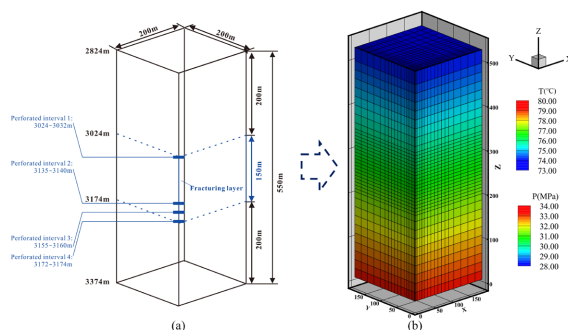 200m
200m
2824m
200m
Perforated interval 1:
3024-3032m
3024m
Perforated interval 2:
3135-3140m
Fracturing layer
150m
550m
3174m
Perforated interval 3:
3155-3160m
Perforated interval 4:
3172-3174m
200m
3374m
(a)
Z
Y
X
500
400
300
200
100
0
Z
T(°C)
80.00
79.00
78.00
77.00
76.00
75.00
74.00
73.00
P(MPa)
34.00
33.00
32.00
31.00
30.00
29.00
28.00
150
100
Y
50
0
0
50
100
X
150
(b)